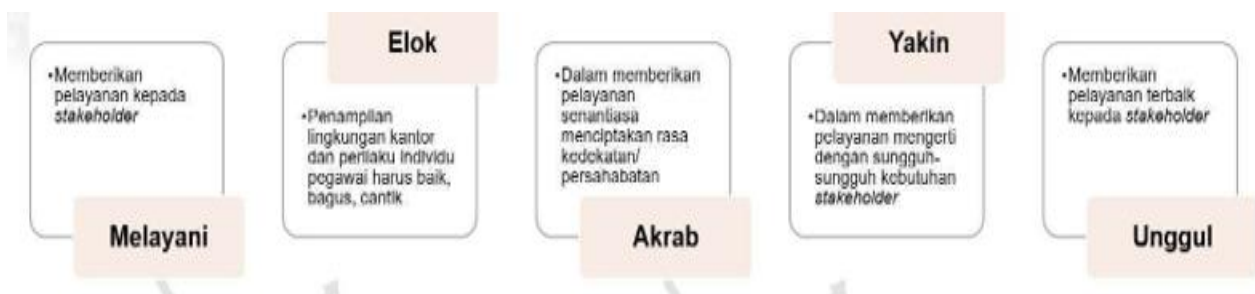 •Memberikan
pelayanan kepada
stakeholder
Melayani
Elok
•Penampilan
lingkungan kantor
dan perilaku individu
pegawai harus baik,
bagus, cantik
•Dalam memberikan
pelayanan
senantiasa
menciptakan rasa
kedekatan/
persahabatan
Akrab
Yakin
•Dalam memberikan
pelayanan mengerti
dengan sungguh-
sungguh kebutuhan
stakeholder
•Memberikan
pelayanan terbaik
kepada stakeholder
Unggul